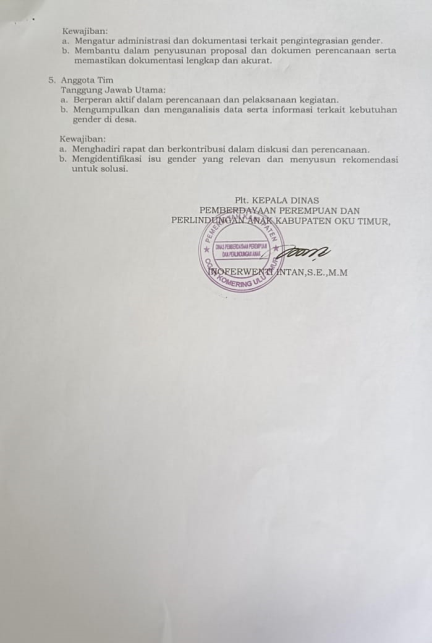 Kewajiban:
a. Mengatur administrasi dan dokumentasi terkait pengintegrasian gender.
b. Membantu dalam penyusunan proposal dan dokumen perencanaan serta
memastikan dokumentasi lengkap dan akurat.
5. Anggota Tim
Tanggung Jawab Utama:
a. Berperan aktif dalam perencanaan dan pelaksanaan kegiatan.
b. Mengumpulkan dan menganalisis data serta informasi terkait kebutuhan
gender di desa.
Kewajiban:
a. Menghadiri rapat dan berkontribusi dalam diskusi dan perencanaan.
b. Mengidentifikasi isu gender yang relevan dan menyusun rekomendasi
untuk solusi.
Plt. KEPALA DINAS
PEMBERDAYAAN PEREMPUAN DAN
PERLINDUNGAN ANAK KABUPATEN OKU TIMUR,
DINAS PEMBERDAYAAN PEREMPUAN
DAN PERLINDUNGAN ANAK
OGAN KOMERING ULU TIMUR
INTAN,S.E.,M.M